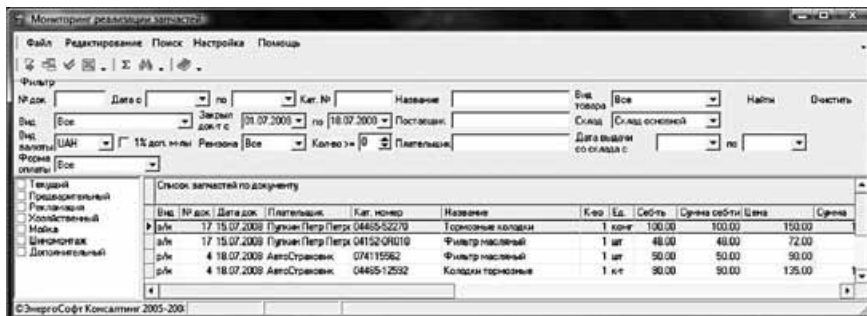 Мониторинг реализации запчастей
Файл Редактирование Поиск Настройка Помощь
Фильтр
№ док. Дата с по Кат. № Название Вид товара Все Найти Очистить
Вид Все Закрыт док-т с 01.07.2008 по 18.07.2008 Поставщик Склад Склад основной
Вид валюты UAH 1% доп. Ремзона Все Кол-во >= 0 Плательщик Дата выдачи со склада с по
Форма оплаты Все
Текущий
Предварительный
Рекламация
Хозяйственный
Мойка
Шиномонтаж
Дополнительный
Список запчастей по документу
Вид № док Дата док Плательщик Кат. номер Название К-во Ед. Себ-ть Сумма себ-ти Цена Сумма
з/н 17 15.07.2008 Пупкин Петр Петро 04465-52270 Тормозные колодки 1 комг 100.00 100.00 150.00 1
з/н 17 15.07.2008 Пупкин Петр Петро 04152-0R010 Фильтр масляный 1 шт 48.00 48.00 72.00
з/н 4 18.07.2008 АвтоСтраховик 074115562 Фильтр масляный 1 шт 50.00 50.00 90.00
з/н 4 18.07.2008 АвтоСтраховик 04465-12592 Колодки тормозные 1 к-т 90.00 90.00 135.00 1
©ЭнергоСофт Консалтинг 2005-200